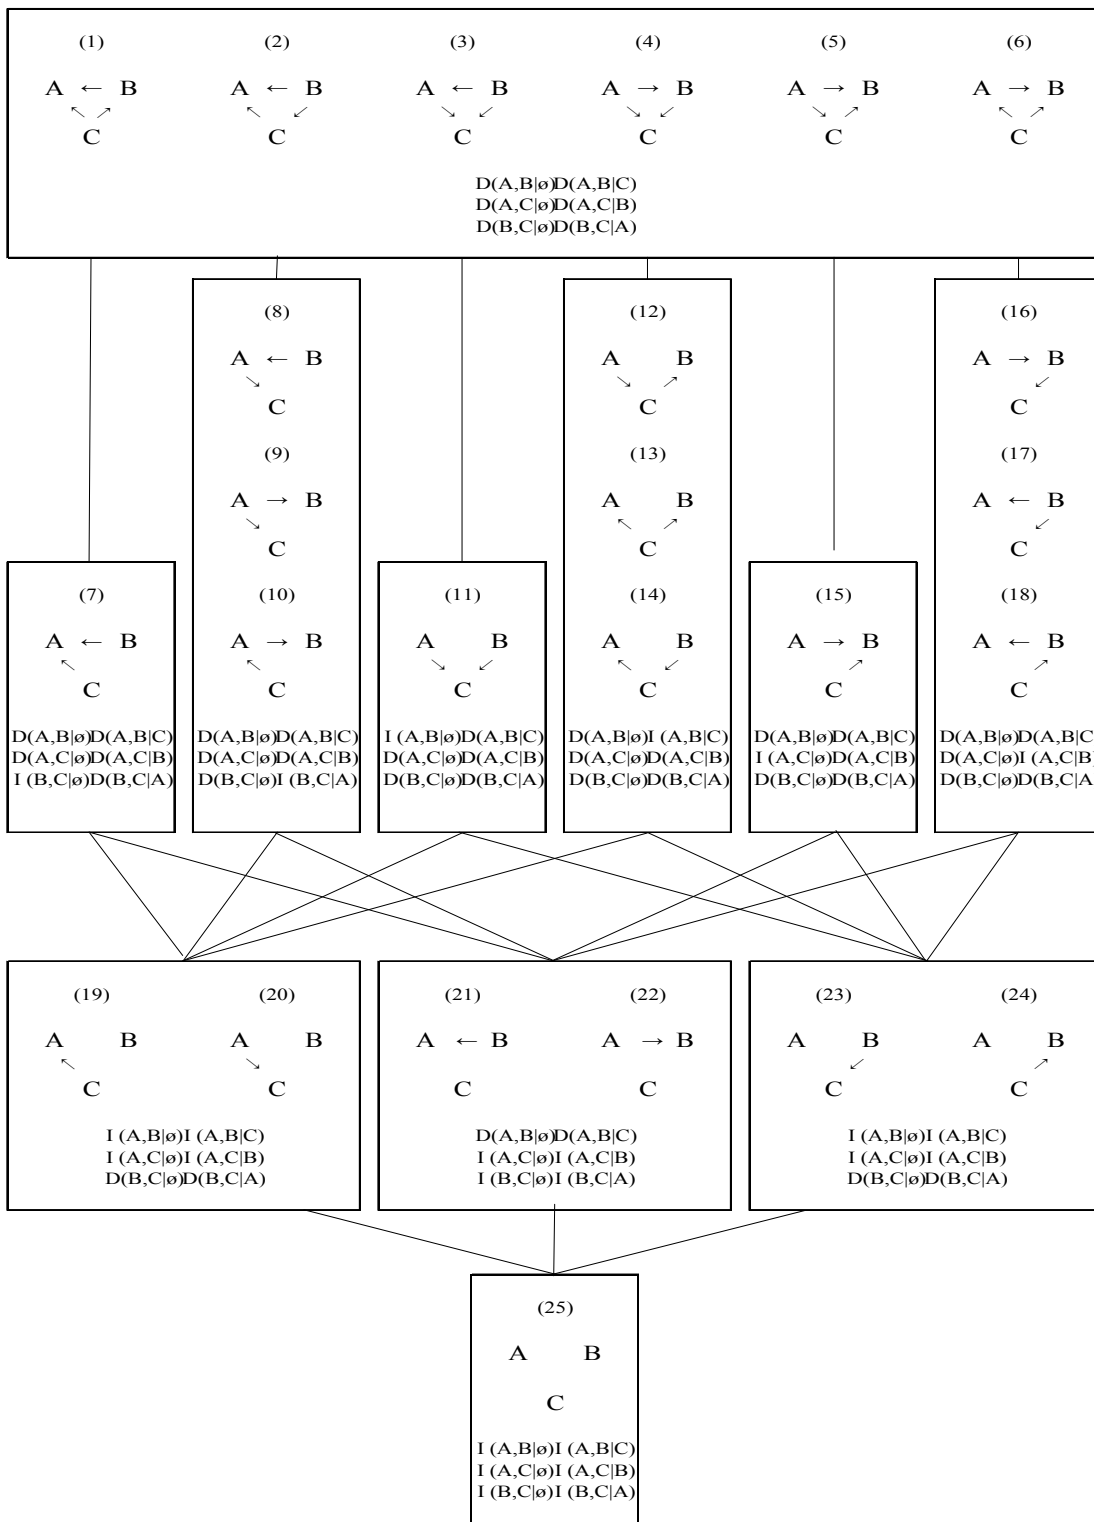 (1) (2) (3) (4) (5) (6)
A ← B A ← B A ← B A → B A → B A → B
↖ ↗ ↖ ↙ ↘ ↙ ↘ ↙ ↘ ↗ ↖ ↗
C C C C C C
D(A,B|ø)D(A,B|C)
D(A,C|ø)D(A,C|B)
D(B,C|ø)D(B,C|A)
(8) (12) (16)
A ← B A B A → B
↘ ↘ ↗ ↙
C C C
(9) (13) (17)
A → B A B A ← B
↘ ↖ ↗ ↙
C C C
(7) (10) (11) (14) (15) (18)
A ← B A → B A B A B A → B A ← B
↖ ↖ ↘ ↙ ↖ ↙ ↗ ↗
C C C C C C
D(A,B|ø)D(A,B|C) D(A,B|ø)D(A,B|C) I (A,B|ø)D(A,B|C) D(A,B|ø)I (A,B|C) D(A,B|ø)D(A,B|C) D(A,B|ø)D(A,B|C)
D(A,C|ø)D(A,C|B) D(A,C|ø)D(A,C|B) D(A,C|ø)D(A,C|B) D(A,C|ø)D(A,C|B) I (A,C|ø)D(A,C|B) D(A,C|ø)I (A,C|B)
I (B,C|ø)D(B,C|A) D(B,C|ø)I (B,C|A) D(B,C|ø)D(B,C|A) D(B,C|ø)D(B,C|A) D(B,C|ø)D(B,C|A) D(B,C|ø)D(B,C|A)
(19) (20) (21) (22) (23) (24)
A B A B A ← B A → B A B A B
↖ ↘ ↙ ↗
C C C C C C
I (A,B|ø)I (A,B|C) D(A,B|ø)D(A,B|C) I (A,B|ø)I (A,B|C)
I (A,C|ø)I (A,C|B) I (A,C|ø)I (A,C|B) I (A,C|ø)I (A,C|B)
D(B,C|ø)D(B,C|A) I (B,C|ø)I (B,C|A) D(B,C|ø)D(B,C|A)
(25)
A B
C
I (A,B|ø)I (A,B|C)
I (A,C|ø)I (A,C|B)
I (B,C|ø)I (B,C|A)